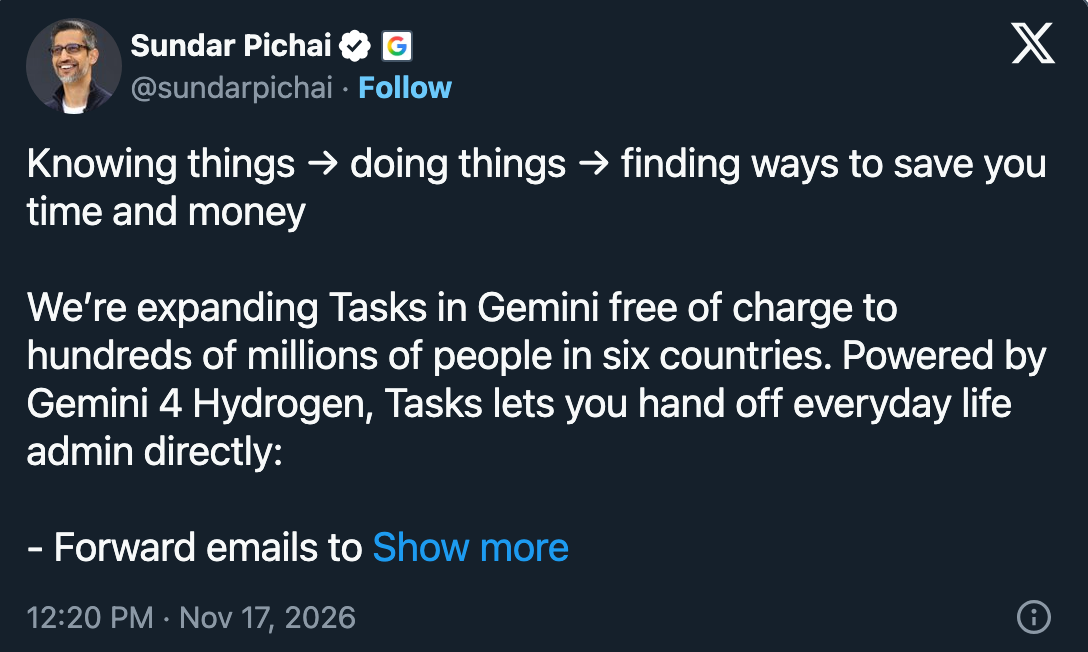 Sundar Pichai
@sundarpichai · Follow
Knowing things → doing things → finding ways to save you
time and money
We’re expanding Tasks in Gemini free of charge to
hundreds of millions of people in six countries. Powered by
Gemini 4 Hydrogen, Tasks lets you hand off everyday life
admin directly:
- Forward emails to Show more
12:20 PM · Nov 17, 2026